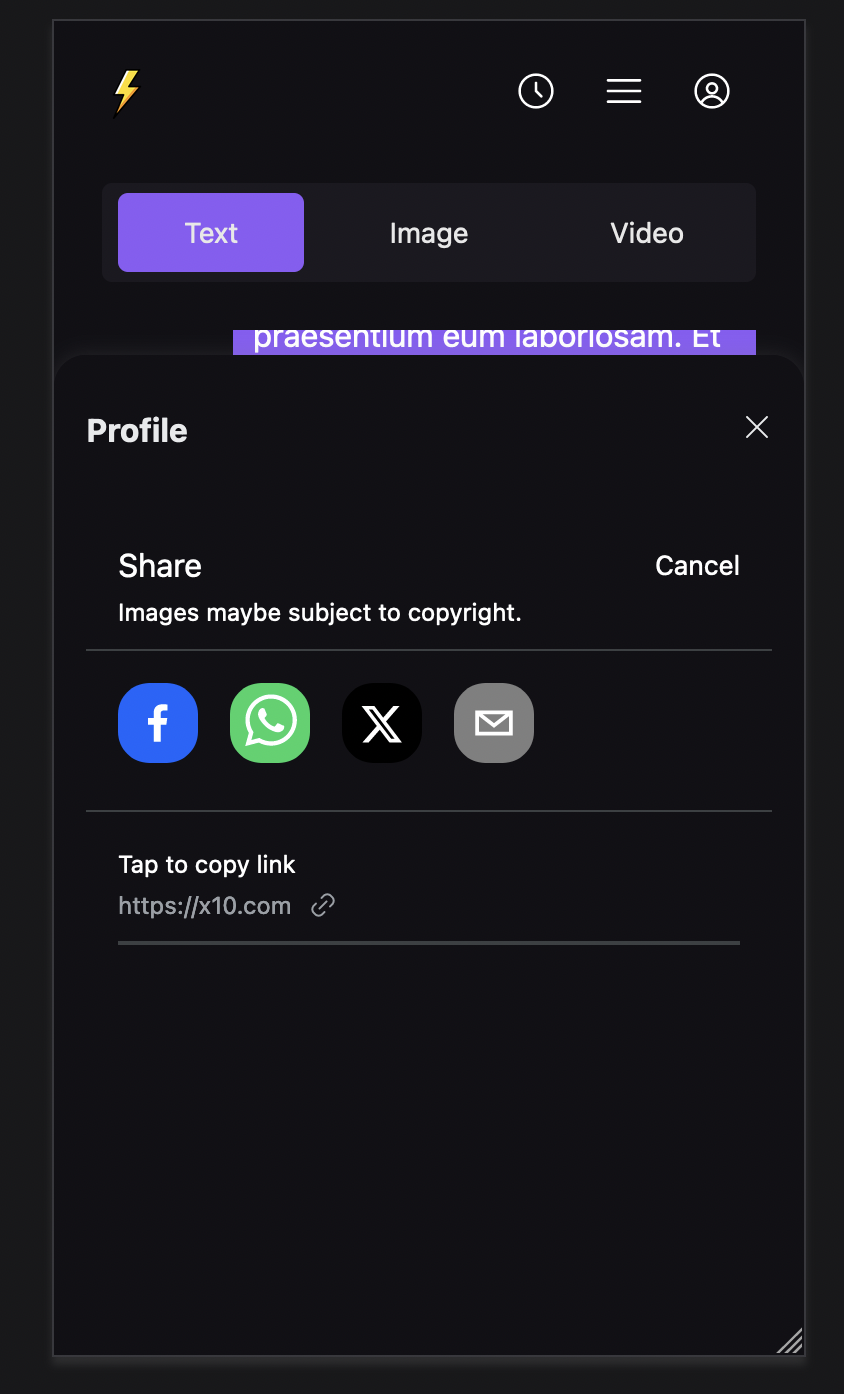 Text
Image
Video
praesentium eum laboriosam. Et
Profile
Share
Cancel
Images maybe subject to copyright.
Tap to copy link
https://x10.com